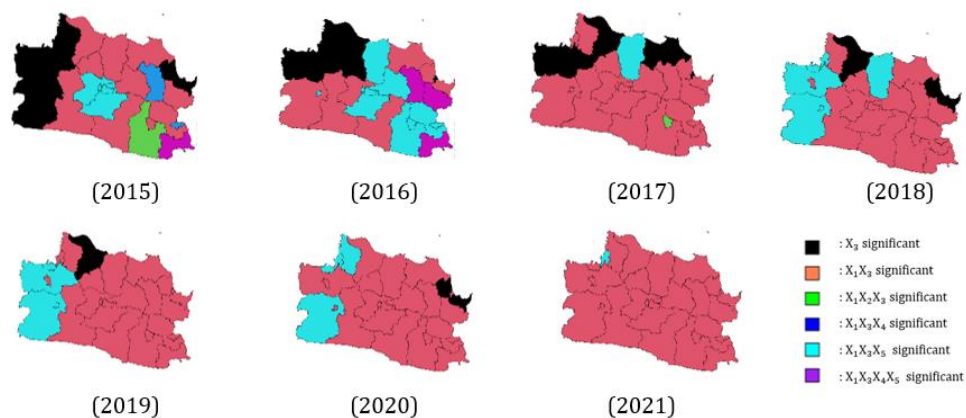 (2015)
(2016)
(2017)
(2018)
(2019)
(2020)
(2021)
: X₃ significant
: X₁X₃ significant
: X₁X₂X₃ significant
: X₁X₃X₄ significant
: X₁X₃X₅ significant
: X₁X₃X₄X₅ significant